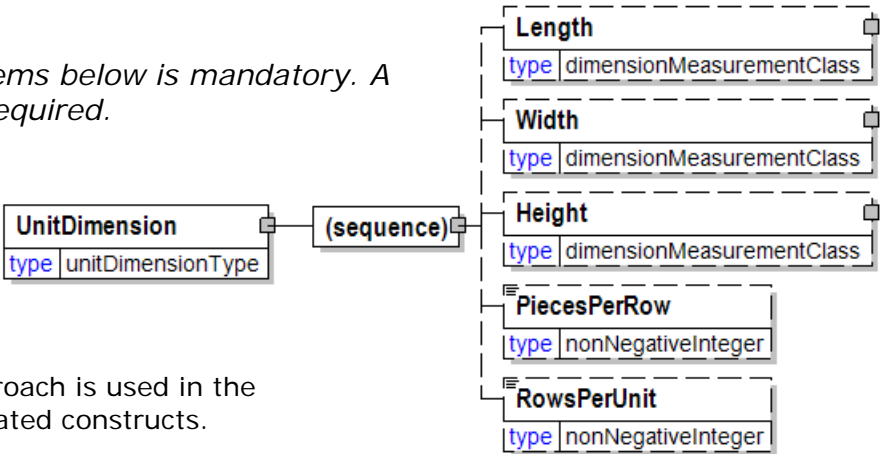 ems below is mandatory. A
equired.
UnitDimension
type unitDimensionType
(sequence)
Length
type dimensionMeasurementClass
Width
type dimensionMeasurementClass
Height
type dimensionMeasurementClass
PiecesPerRow
type nonNegativeInteger
RowsPerUnit
type nonNegativeInteger
roach is used in the
ated constructs.